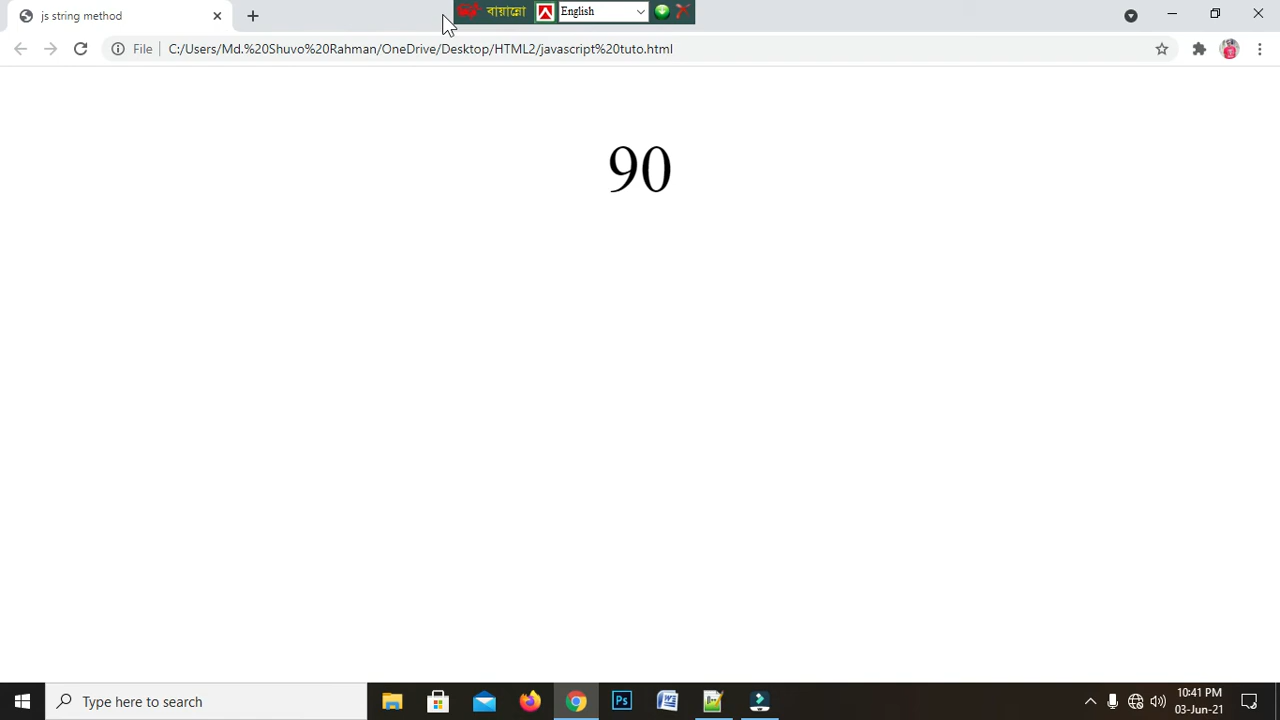 js string method
বায়ান্নো
English
File
C:/Users/Md.%20Shuvo%20Rahman/OneDrive/Desktop/HTML2/javascript%20tuto.html
90
Type here to search
Ps
W
10:41 PM
03-Jun-21